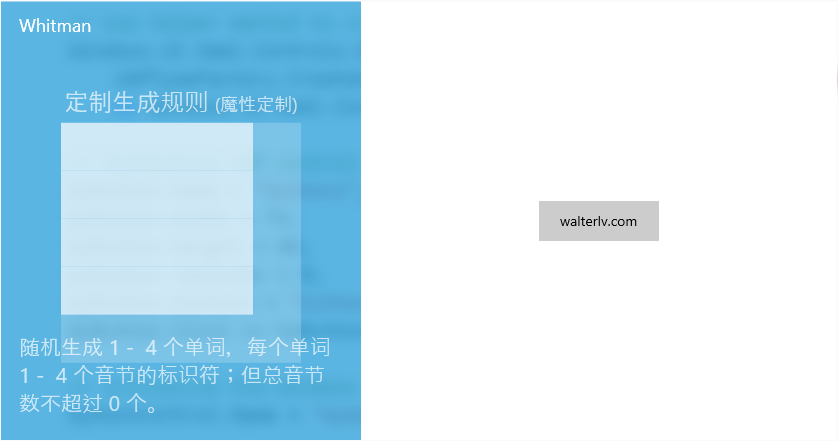 Whitman
定制生成规则 (魔性定制)
walterlv.com
随机生成 1 - 4 个单词，每个单词
1 - 4 个音节的标识符；但总音节
数不超过 0 个。